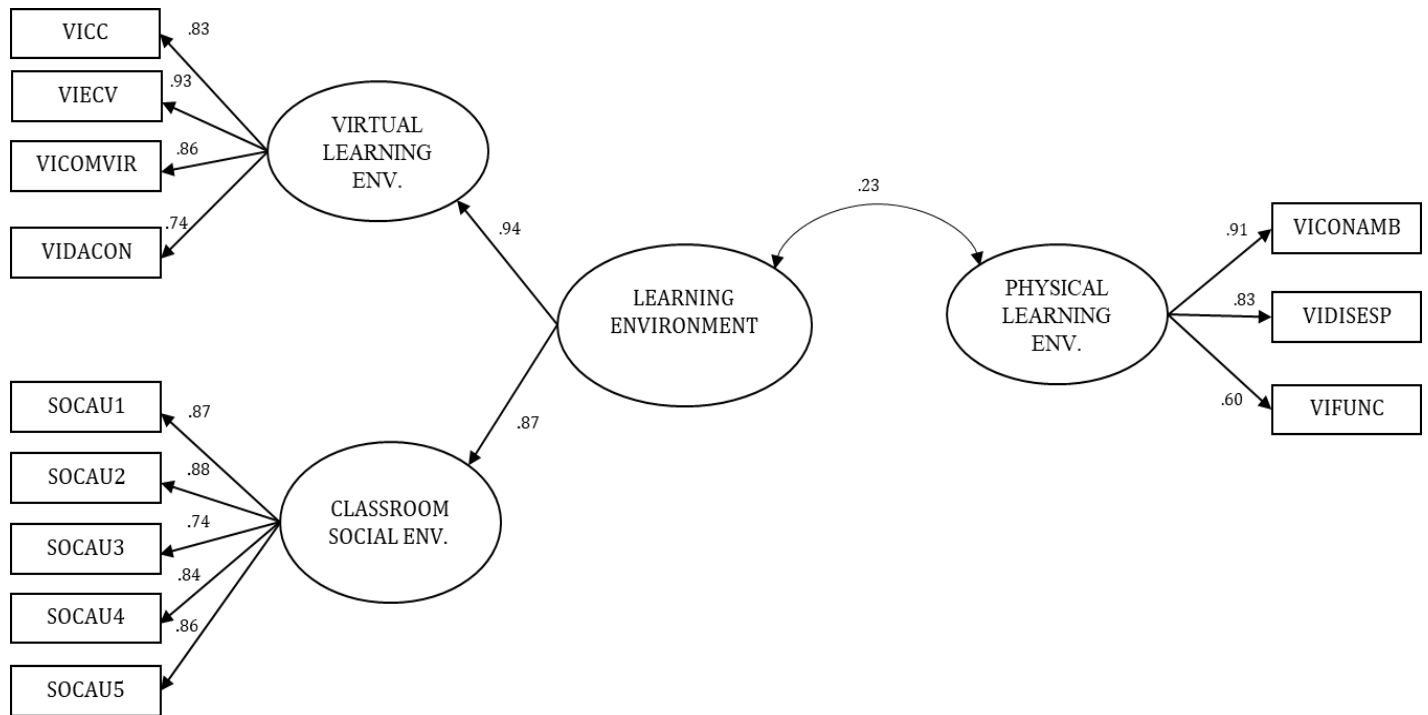 VICC
.83
VIECV
.93
VICOMVIR
.86
VIDACON
.74
VIRTUAL
LEARNING
ENV.
.94
SOCAU1
.87
SOCAU2
.88
SOCAU3
.74
SOCAU4
.84
SOCAU5
.86
CLASSROOM
SOCIAL ENV.
.87
LEARNING
ENVIRONMENT
.23
PHYSICAL
LEARNING
ENV.
.91
VICONAMB
.83
VIDISESP
.60
VIFUNC